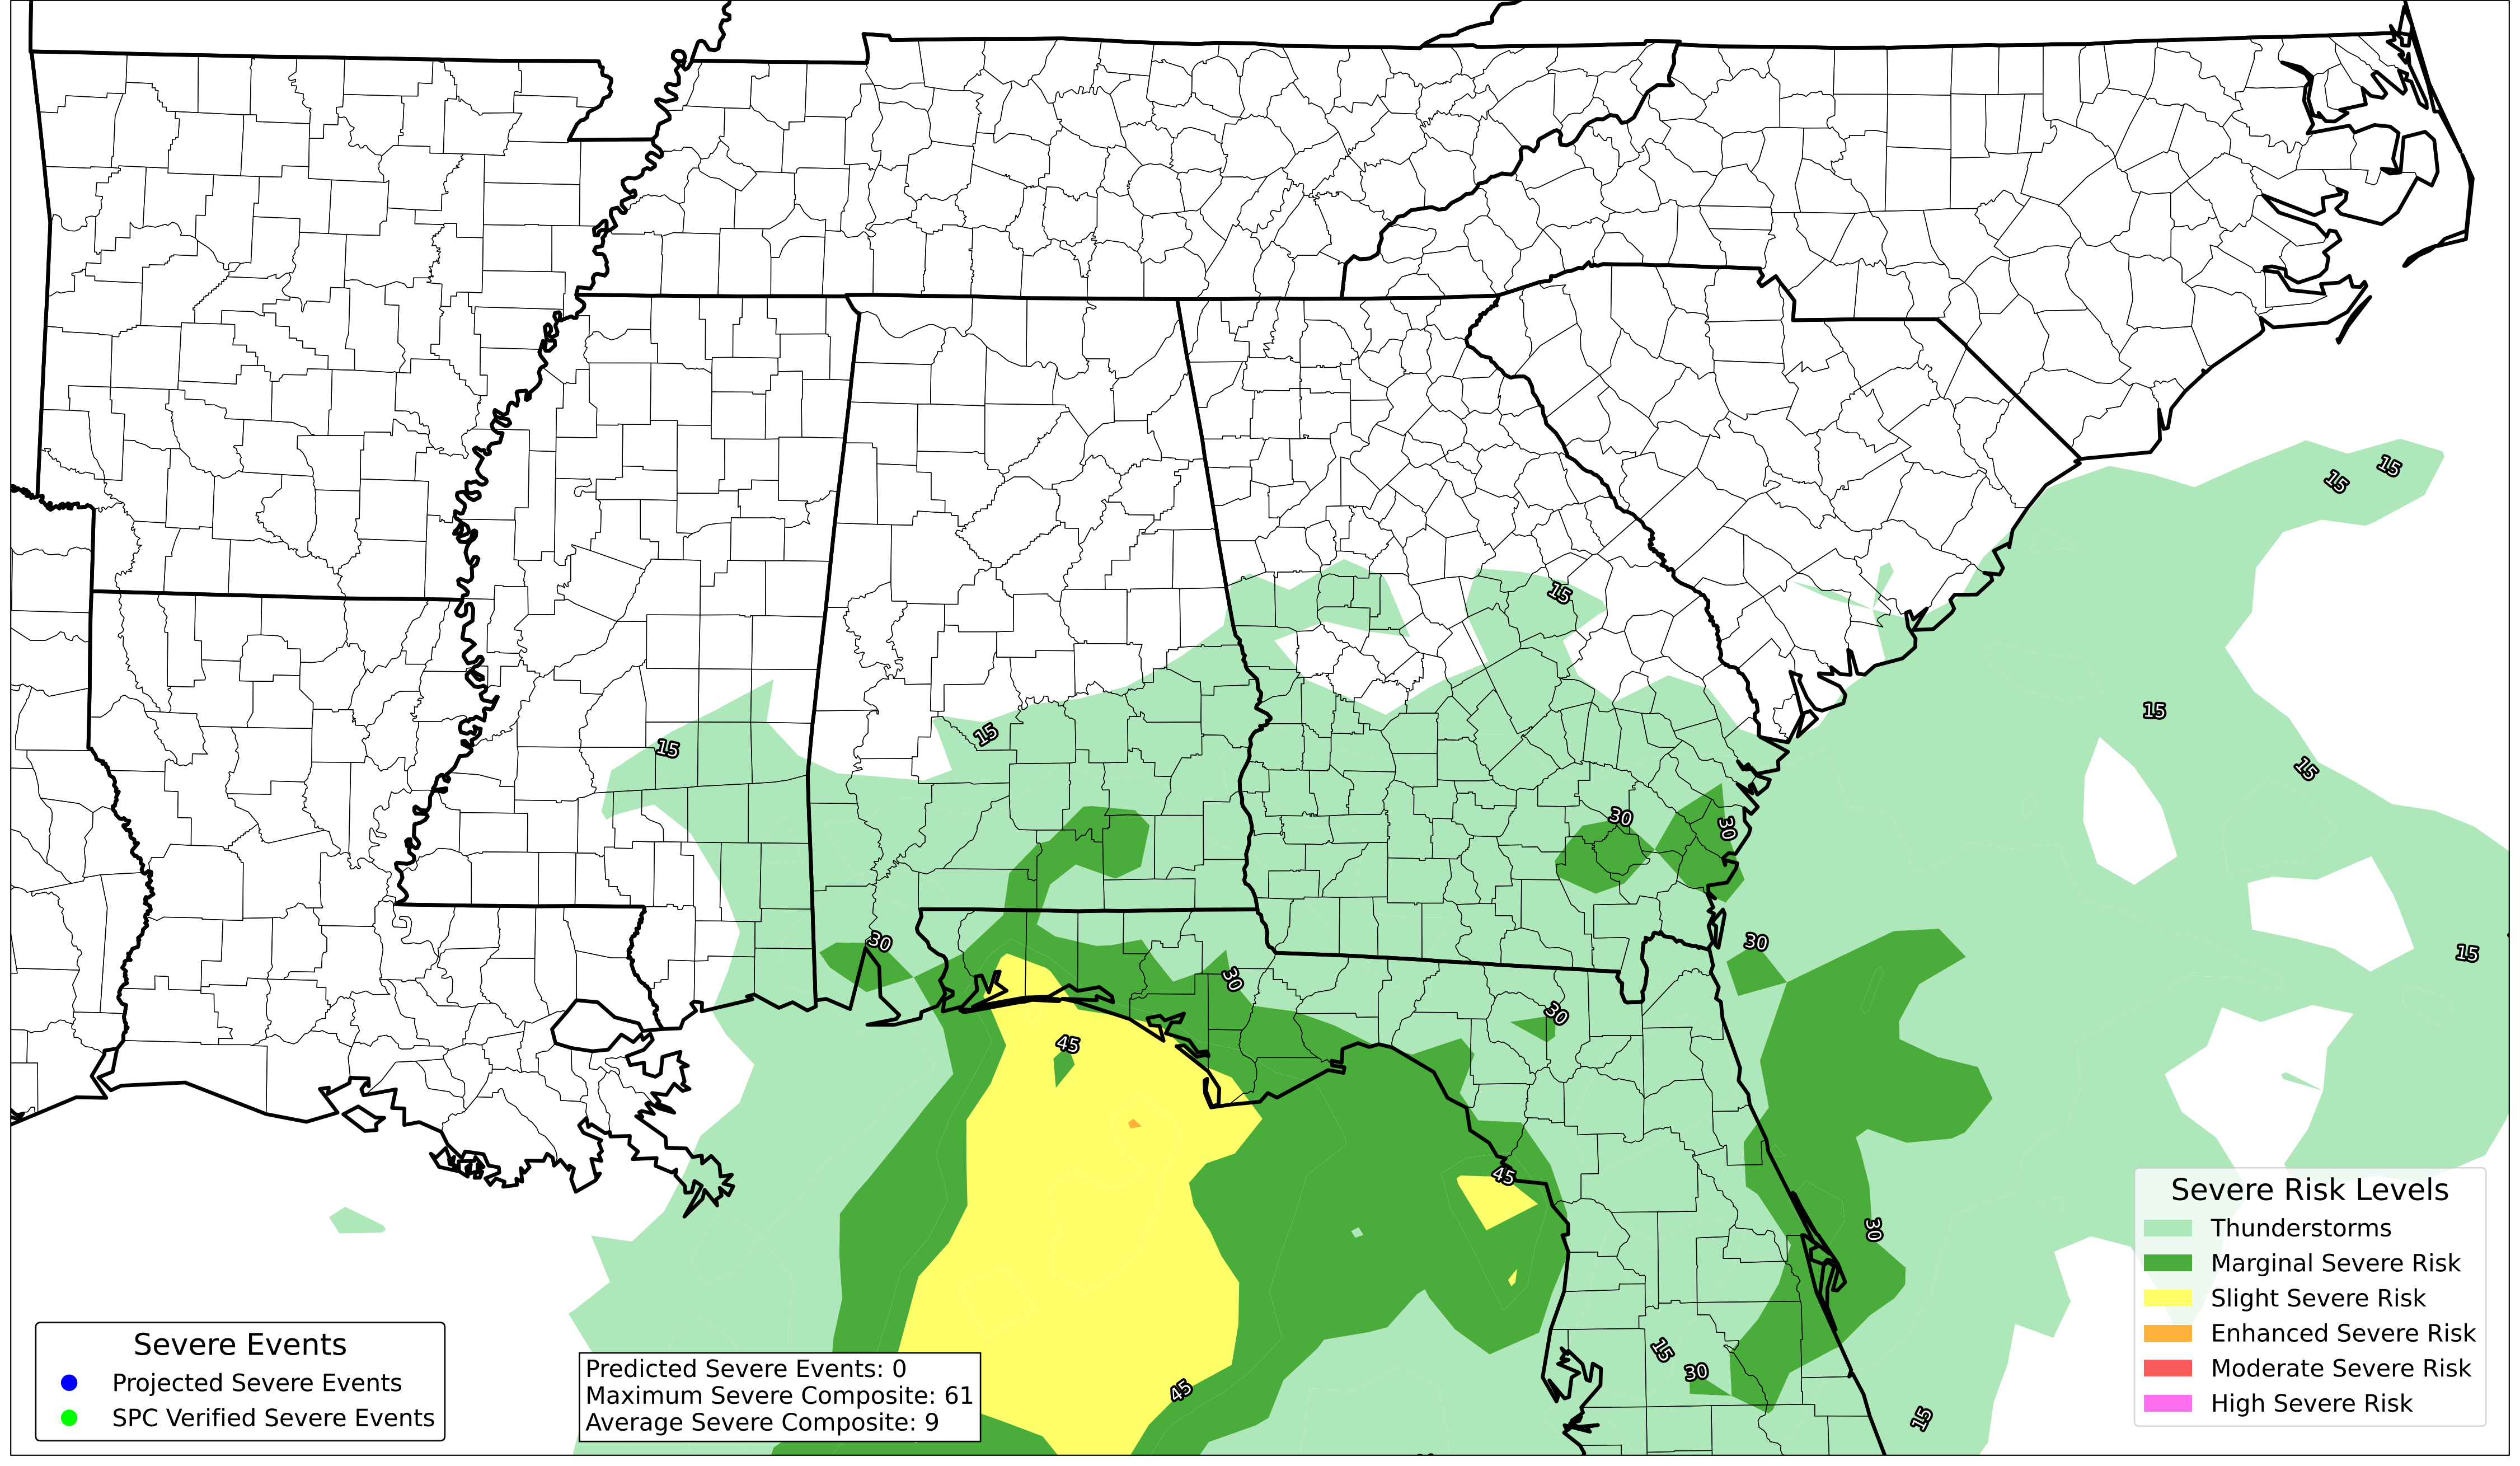 15
15
15
15
15
15
15
30
30
30
30
30
15
30
45
45
30
15
30
45
15
Severe Events
Projected Severe Events
SPC Verified Severe Events
Predicted Severe Events: 0
Maximum Severe Composite: 61
Average Severe Composite: 9
Severe Risk Levels
Thunderstorms
Marginal Severe Risk
Slight Severe Risk
Enhanced Severe Risk
Moderate Severe Risk
High Severe Risk